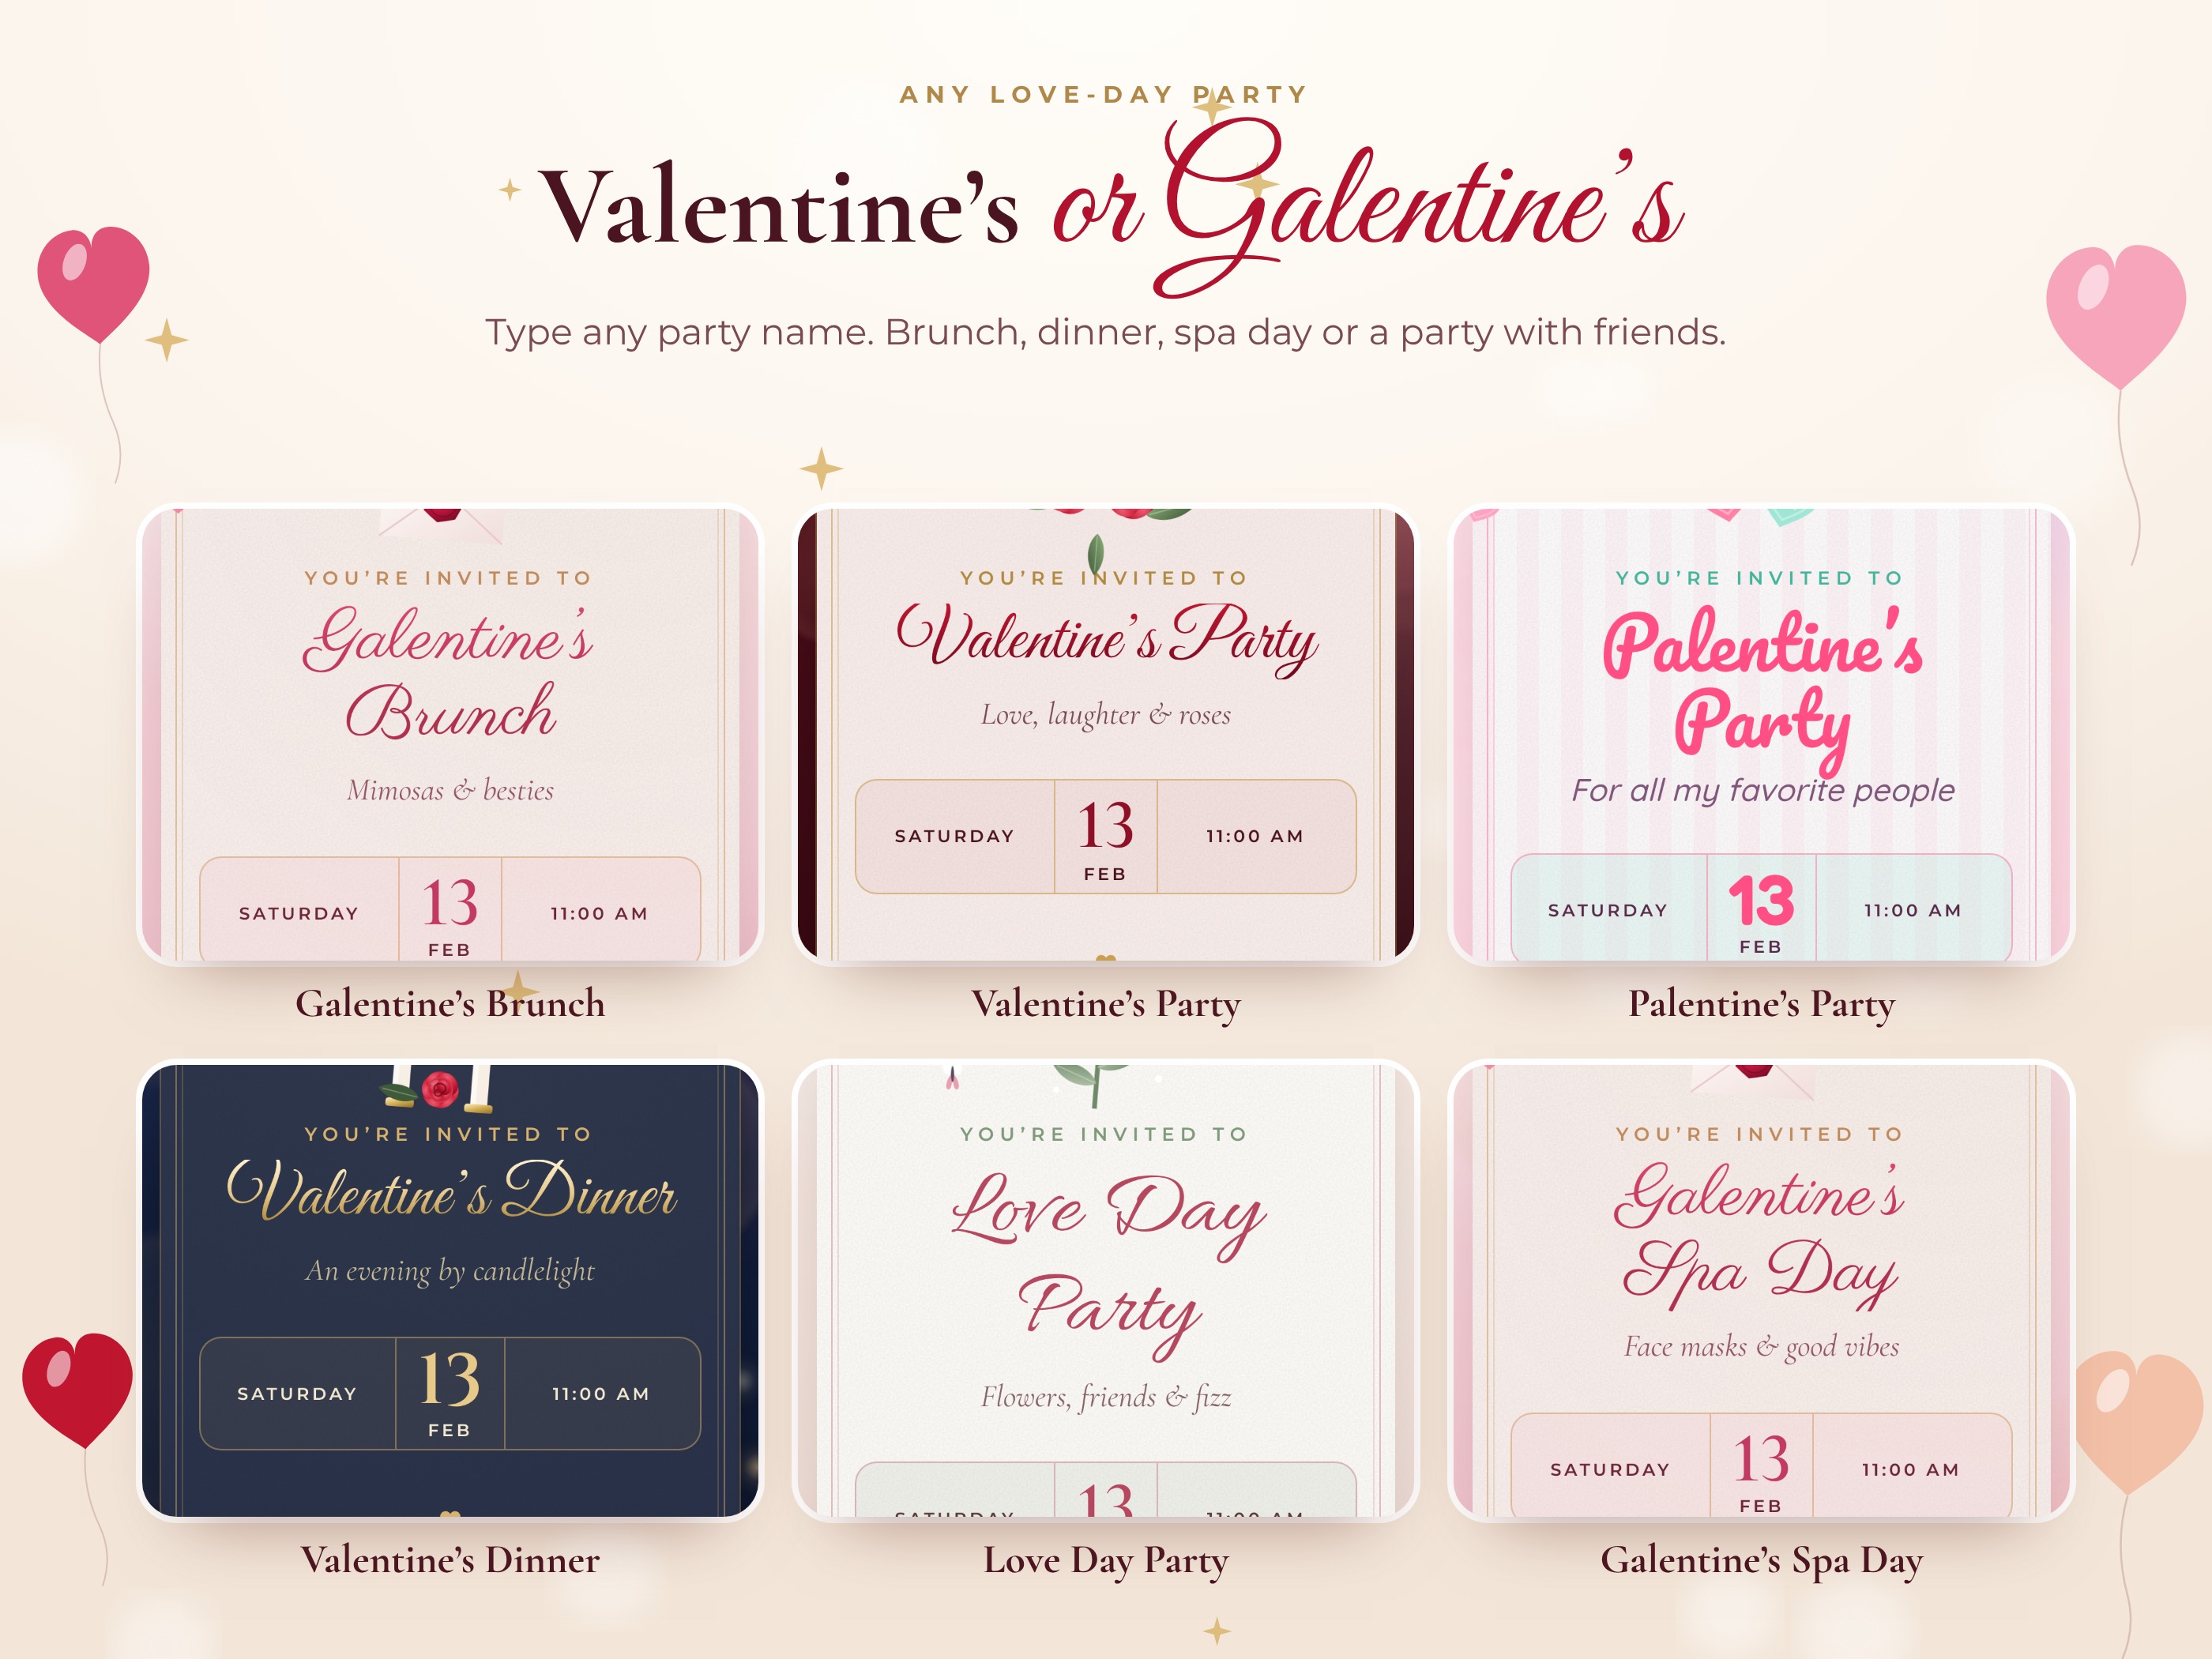 ANY LOVE-DAY PARTY
Valentine’s or Galentine’s
Type any party name. Brunch, dinner, spa day or a party with friends.
YOU’RE INVITED TO
Galentine’s
Brunch
Mimosas & besties
SATURDAY
13
FEB
11:00 AM
Galentine’s Brunch
YOU’RE INVITED TO
Valentine’s Party
Love, laughter & roses
SATURDAY
13
FEB
11:00 AM
Valentine’s Party
YOU’RE INVITED TO
Palentine’s
Party
For all my favorite people
SATURDAY
13
FEB
11:00 AM
Palentine’s Party
YOU’RE INVITED TO
Valentine’s Dinner
An evening by candlelight
SATURDAY
13
FEB
11:00 AM
Valentine’s Dinner
YOU’RE INVITED TO
Love Day
Party
Flowers, friends & fizz
SATURDAY
13
11:00 AM
Love Day Party
YOU’RE INVITED TO
Galentine’s
Spa Day
Face masks & good vibes
SATURDAY
13
FEB
11:00 AM
Galentine’s Spa Day